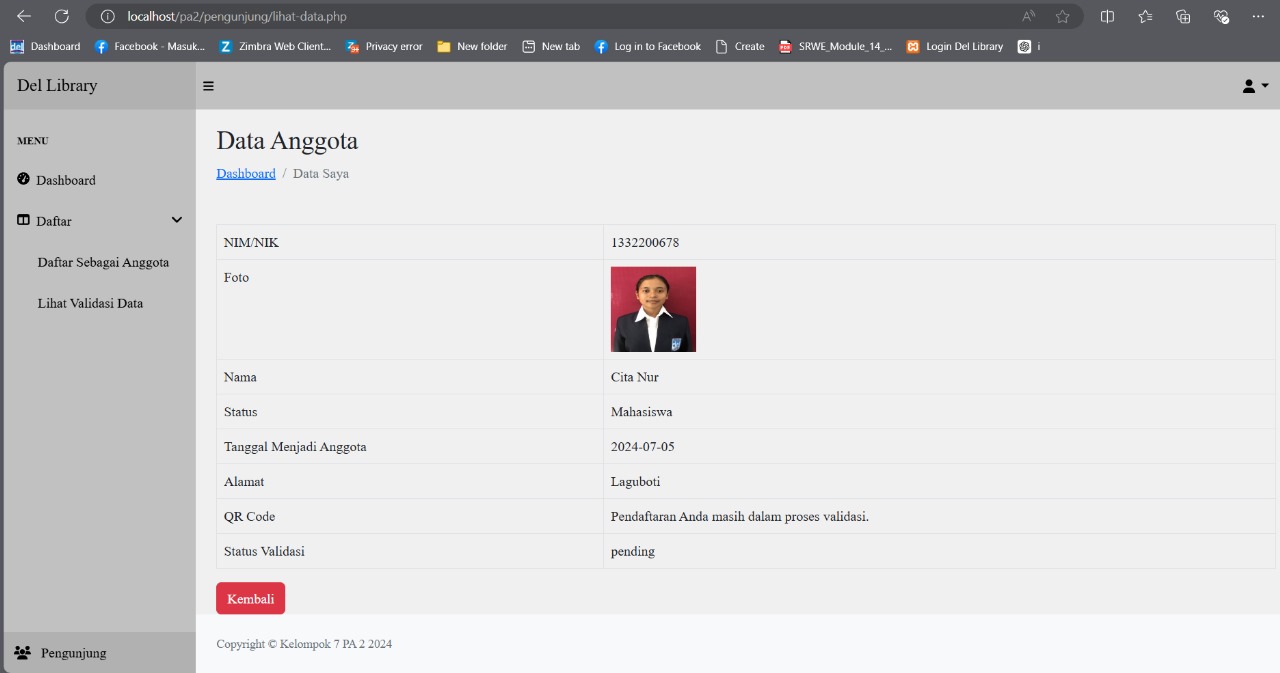 localhost/pa2/pengunjung/lihat-data.php
Dashboard Facebook - Masuk... Zimbra Web Client... Privacy error New folder New tab Log in to Facebook Create SRWE_Module_14_... Login Del Library i
Del Library
MENU
Dashboard
Daftar
Daftar Sebagai Anggota
Lihat Validasi Data
Pengunjung
Data Anggota
Dashboard / Data Saya
NIM/NIK 1332200678
Foto
Nama Cita Nur
Status Mahasiswa
Tanggal Menjadi Anggota 2024-07-05
Alamat Laguboti
QR Code Pendaftaran Anda masih dalam proses validasi.
Status Validasi pending
Kembali
Copyright © Kelompok 7 PA 2 2024